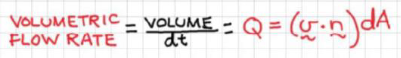 VOLUMETRIC FLOW RATE = VOLUME/dt = Q = (v·n)dA